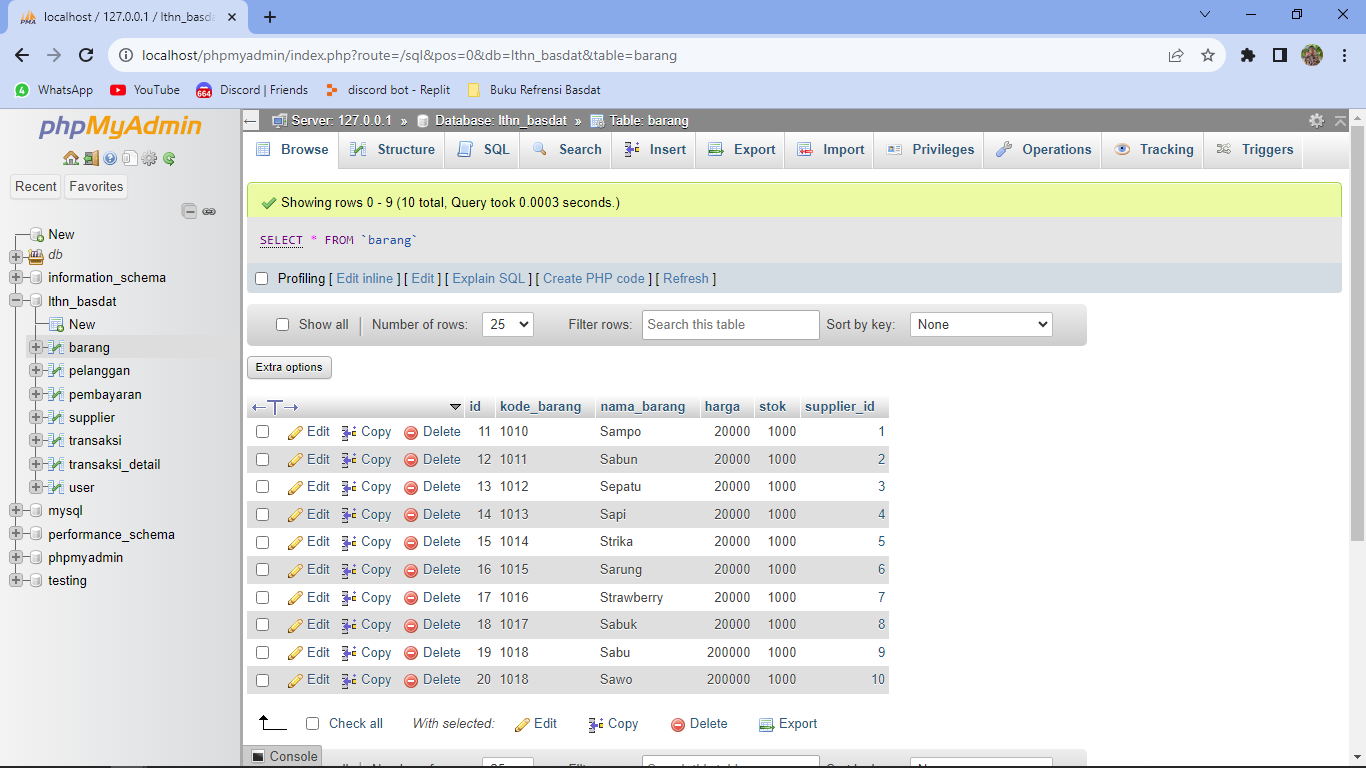 localhost / 127.0.0.1 / lthn_basda
localhost/phpmyadmin/index.php?route=/sql&pos=0&db=lthn_basdat&table=barang
4 WhatsApp YouTube 664 Discord | Friends discord bot - Replit Buku Refrensi Basdat
phpMyAdmin
Server: 127.0.0.1 » Database: lthn_basdat » Table: barang
Browse Structure SQL Search Insert Export Import Privileges Operations Tracking Triggers
Recent Favorites
New
db
information_schema
lthn_basdat
New
barang
pelanggan
pembayaran
supplier
transaksi
transaksi_detail
user
mysql
performance_schema
phpmyadmin
testing
Showing rows 0 - 9 (10 total, Query took 0.0003 seconds.)
SELECT * FROM `barang`
Profiling [ Edit inline ] [ Edit ] [ Explain SQL ] [ Create PHP code ] [ Refresh ]
Show all | Number of rows: 25 Filter rows: Search this table Sort by key: None
Extra options
←T→ id kode_barang nama_barang harga stok supplier_id
Edit Copy Delete 11 1010 Sampo 20000 1000 1
Edit Copy Delete 12 1011 Sabun 20000 1000 2
Edit Copy Delete 13 1012 Sepatu 20000 1000 3
Edit Copy Delete 14 1013 Sapi 20000 1000 4
Edit Copy Delete 15 1014 Strika 20000 1000 5
Edit Copy Delete 16 1015 Sarung 20000 1000 6
Edit Copy Delete 17 1016 Strawberry 20000 1000 7
Edit Copy Delete 18 1017 Sabuk 20000 1000 8
Edit Copy Delete 19 1018 Sabu 200000 1000 9
Edit Copy Delete 20 1018 Sawo 200000 1000 10
Check all With selected: Edit Copy Delete Export
Console